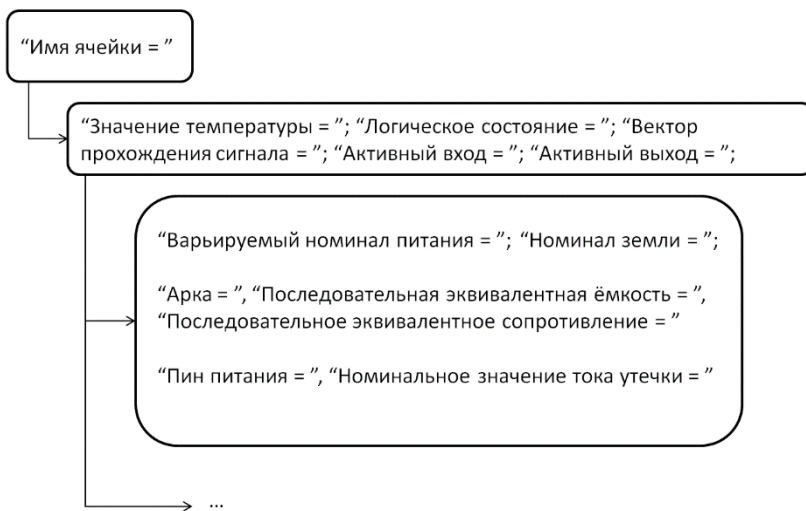 “Имя ячейки = ”
“Значение температуры = ”; “Логическое состояние = ”; “Вектор
прохождения сигнала = ”; “Активный вход = ”; “Активный выход = ”;
“Варьируемый номинал питания = ”; “Номинал земли = ”;
“Арка = ”, “Последовательная эквивалентная ёмкость = ”,
“Последовательное эквивалентное сопротивление = ”
“Пин питания = ”, “Номинальное значение тока утечки = ”
...